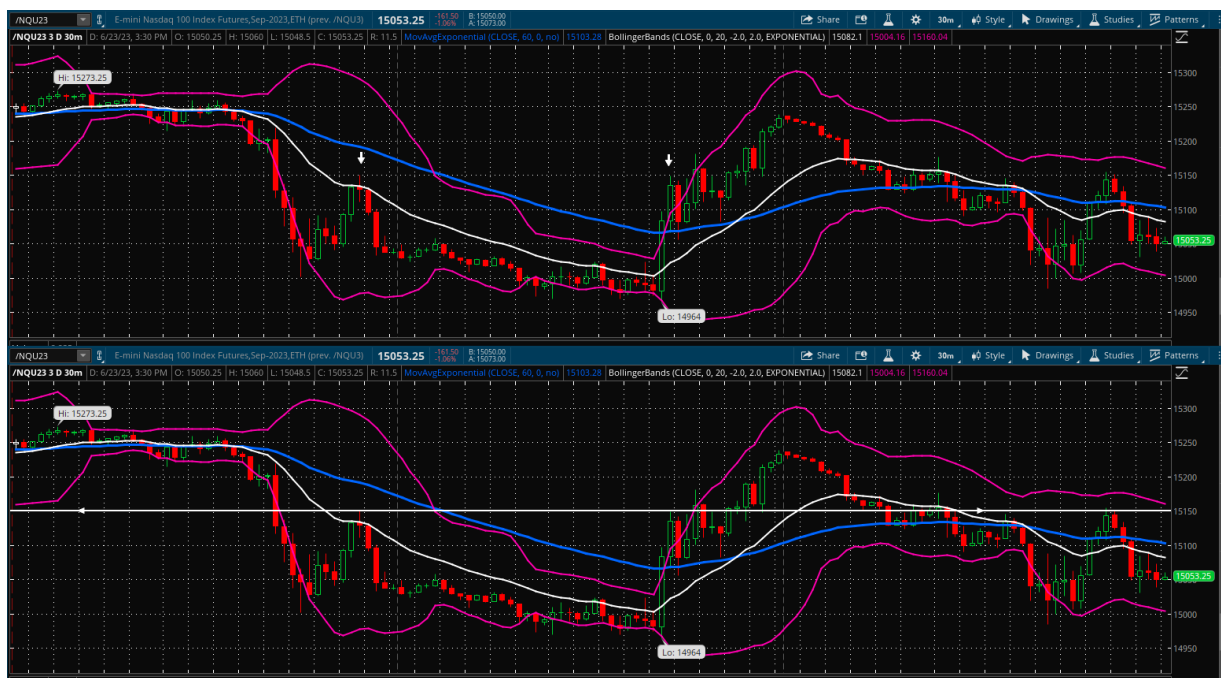 /NQU23 E-mini Nasdaq 100 Index Futures,Sep-2023,ETH (prev. /NQU3) 15053.25 -161.50 -1.06% B: 15050.00 A: 15073.00 Share 30m Style Drawings Studies Patterns
/NQU23 3 D 30m D: 6/23/23, 3:30 PM O: 15050.25 H: 15060 L: 15048.5 C: 15053.25 R: 11.5 MovAvgExponential (CLOSE, 60, 0, no) 15103.28 BollingerBands (CLOSE, 0, 20, -2.0, 2.0, EXPONENTIAL) 15082.1 15004.16 15160.04
Hi: 15273.25
15300
15250
15200
15150
15100
15053.25
15000
14950
Lo: 14964
/NQU23 E-mini Nasdaq 100 Index Futures,Sep-2023,ETH (prev. /NQU3) 15053.25 -161.50 -1.06% B: 15050.00 A: 15073.00 Share 30m Style Drawings Studies Patterns
/NQU23 3 D 30m D: 6/23/23, 3:30 PM O: 15050.25 H: 15060 L: 15048.5 C: 15053.25 R: 11.5 MovAvgExponential (CLOSE, 60, 0, no) 15103.28 BollingerBands (CLOSE, 0, 20, -2.0, 2.0, EXPONENTIAL) 15082.1 15004.16 15160.04
Hi: 15273.25
15300
15250
15200
15150
15100
15053.25
15000
14950
Lo: 14964